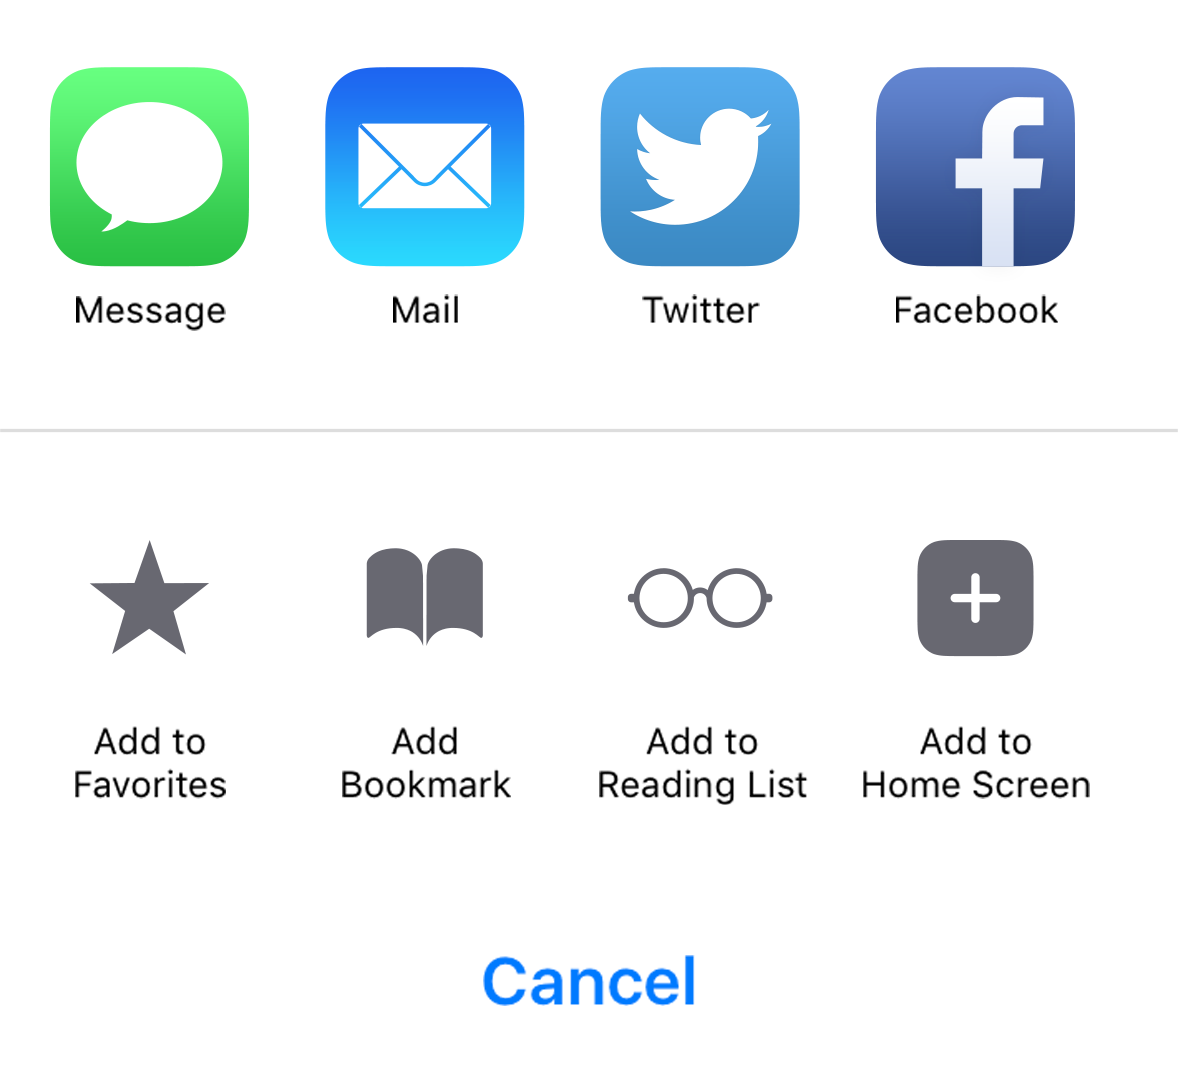 Message
Mail
Twitter
Facebook
Add to
Favorites
Add
Bookmark
Add to
Reading List
Add to
Home Screen
Cancel